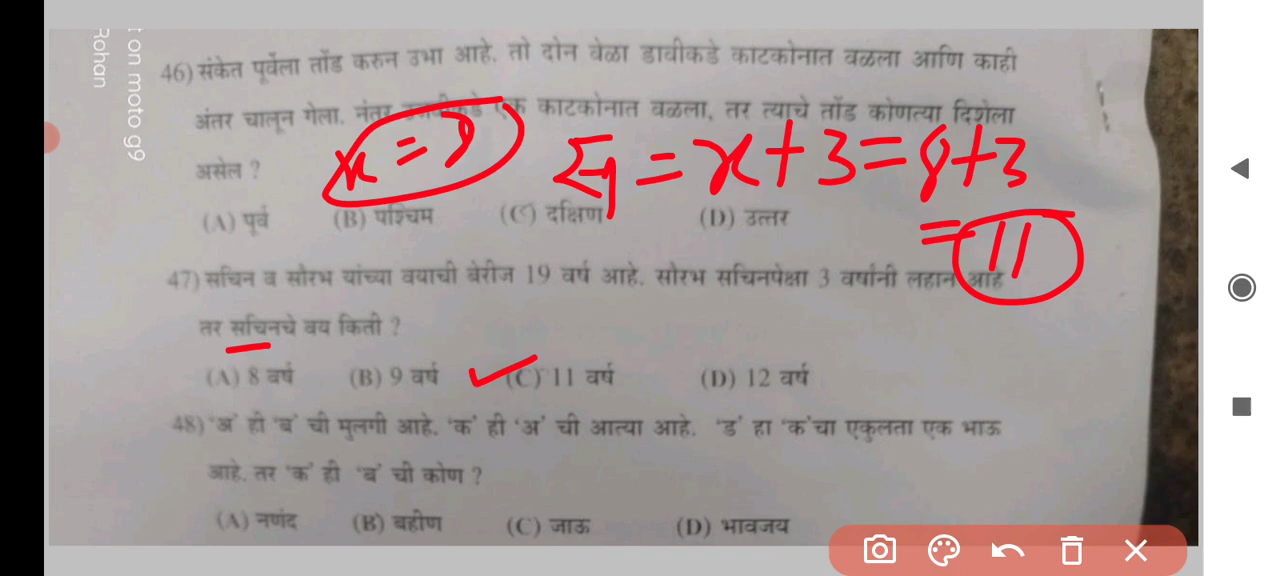 t on moto g9
Rohan
46) संकेत पूर्वेला तोंड करुन उभा आहे. तो दोन वेळा डावीकडे काटकोनात वळला आणि काही
अंतर चालून गेला. नंतर उजवीकडे एक काटकोनात वळला, तर त्याचे तोंड कोणत्या दिशेला
असेल ?
x = 8
स = x + 3 = 8 + 3
= 11
(A) पूर्व (B) पश्चिम (C) दक्षिण (D) उत्तर
47) सचिन व सौरभ यांच्या वयाची बेरीज 19 वर्ष आहे. सौरभ सचिनपेक्षा 3 वर्षांनी लहान आहे
तर सचिनचे वय किती ?
(A) 8 वर्ष (B) 9 वर्ष (C) 11 वर्ष (D) 12 वर्ष
48) 'अ' ही 'ब' ची मुलगी आहे. 'क' ही 'अ' ची आत्या आहे. 'ड' हा 'क'चा एकुलता एक भाऊ
आहे. तर 'क' ही 'ब' ची कोण ?
(A) नणंद (B) बहीण (C) जाऊ (D) भावजय